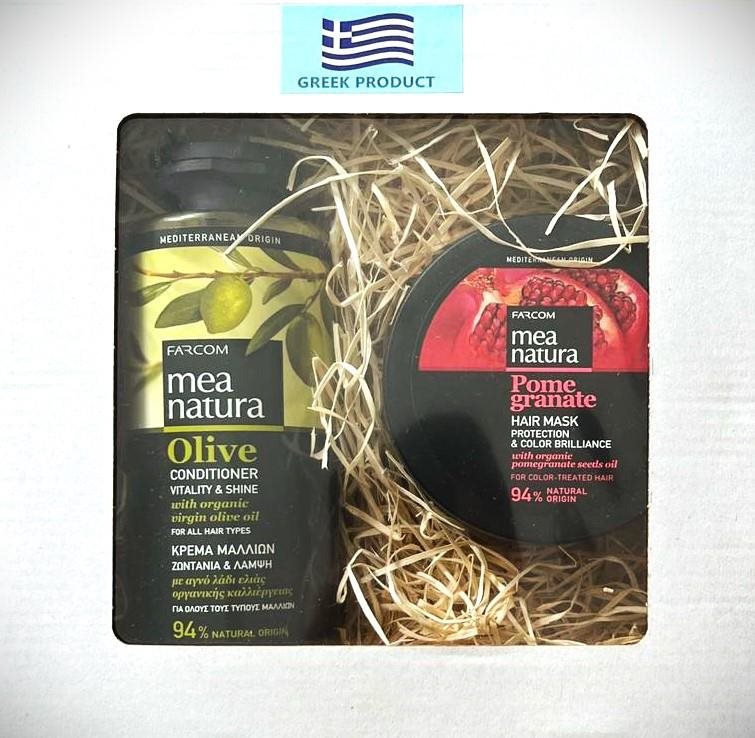 GREEK PRODUCT
MEDITERRANEAN ORIGIN
FARCOM
mea
natura
Olive
CONDITIONER
VITALITY & SHINE
with organic
virgin olive oil
FOR ALL HAIR TYPES
ΚΡΕΜΑ ΜΑΛΛΙΩΝ
ΖΩΝΤΑΝΙΑ & ΛΑΜΨΗ
με αγνό λάδι ελιάς
οργανικής καλλιέργειας
ΓΙΑ ΟΛΟΥΣ ΤΟΥΣ ΤΥΠΟΥΣ ΜΑΛΛΙΩΝ
94% NATURAL ORIGIN
MEDITERRANEAN ORIGIN
FARCOM
mea
natura
Pome
granate
HAIR MASK
PROTECTION
& COLOR BRILLIANCE
with organic
pomegranate seeds oil
FOR COLOR-TREATED HAIR
94% NATURAL
ORIGIN